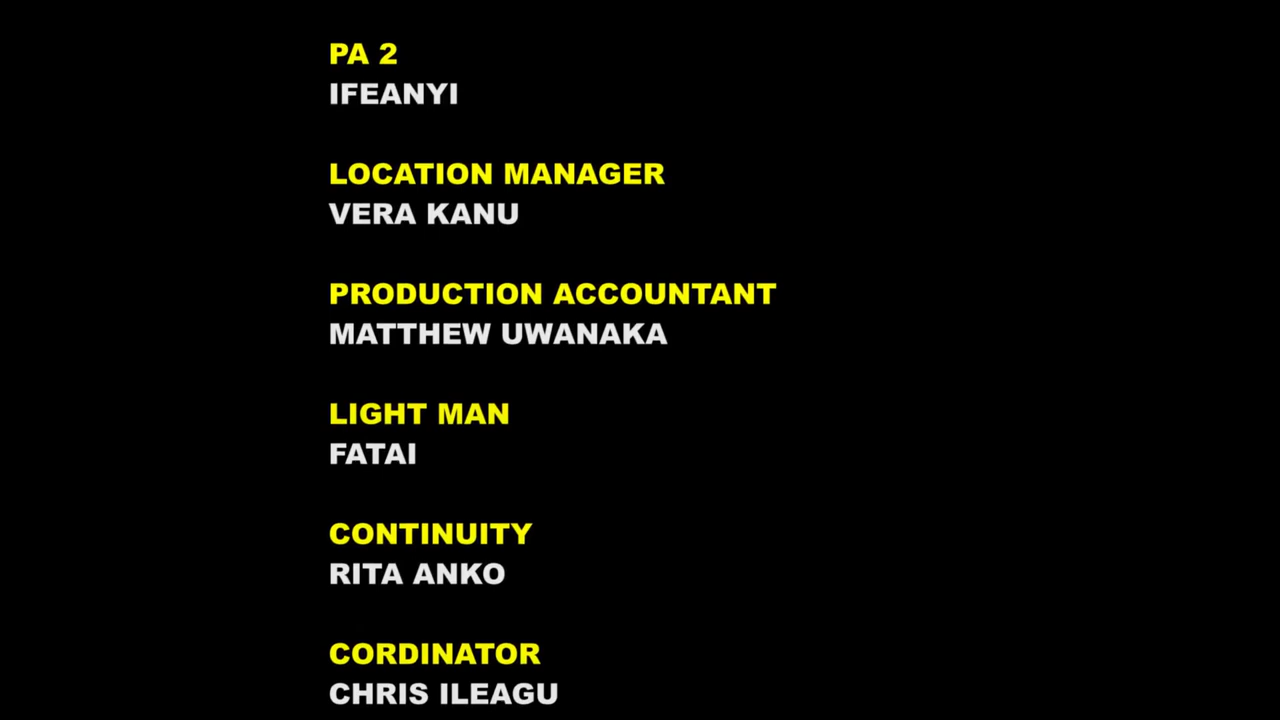 PA 2
IFEANYI
LOCATION MANAGER
VERA KANU
PRODUCTION ACCOUNTANT
MATTHEW UWANAKA
LIGHT MAN
FATAI
CONTINUITY
RITA ANKO
CORDINATOR
CHRIS ILEAGU